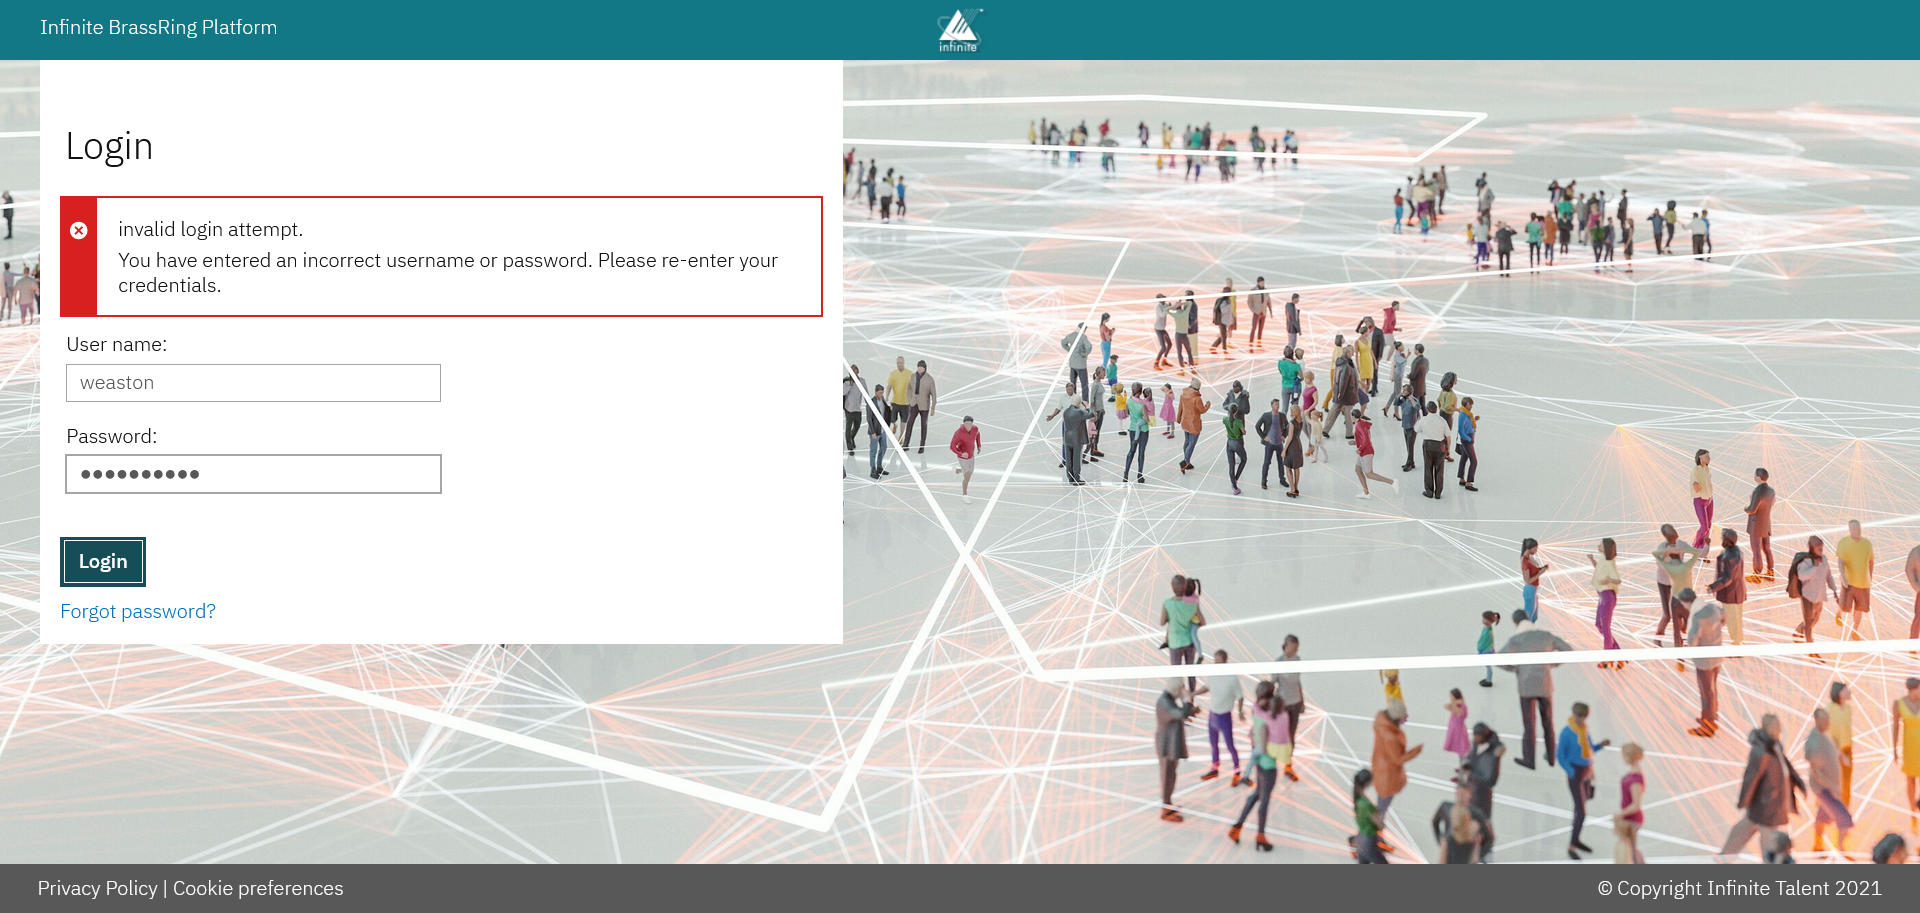 Infinite BrassRing Platform
infinite
Login
invalid login attempt.
You have entered an incorrect username or password. Please re-enter your
credentials.
User name:
weaston
Password:
●●●●●●●●●●
Login
Forgot password?
Privacy Policy | Cookie preferences
© Copyright Infinite Talent 2021